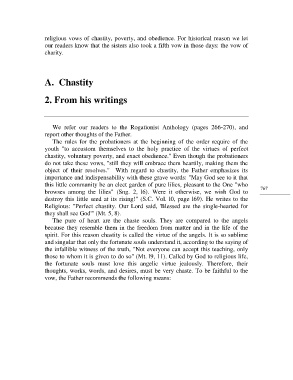 religious vows of chastity, poverty, and obedience. For historical reason we let
our readers know that the sisters also took a fifth vow in those days: the vow of
charity.
A. Chastity
2. From his writings
We refer our readers to the Rogationist Anthology (pages 266-270), and
report other thoughts of the Father.
The rules for the probationers at the beginning of the order require of the
youth "to accustom themselves to the holy practice of the virtues of perfect
chastity, voluntary poverty, and exact obedience." Even though the probationers
do not take these vows, "still they will embrace them heartily, making them the
object of their resolves." With regard to chastity, the Father emphasizes its
importance and indispensability with these grave words: "May God see to it that
this little community be an elect garden of pure lilies, pleasant to the One "who
browses among the lilies" (Sng. 2, 16). Were it otherwise, we wish God to
destroy this little seed at its rising!" (S.C. Vol. 10, page 169). He writes to the
Religious: "Perfect chastity. Our Lord said, 'Blessed are the single-hearted for
they shall see God'" (Mt. 5, 8).
The pure of heart are the chaste souls. They are compared to the angels
because they resemble them in the freedom from matter and in the life of the
spirit. For this reason chastity is called the virtue of the angels. It is so sublime
and singular that only the fortunate souls understand it, according to the saying of
the infallible witness of the truth, "Not everyone can accept this teaching, only
those to whom it is given to do so" (Mt. 19, 11). Called by God to religious life,
the fortunate souls must love this angelic virtue jealously. Therefore, their
thoughts, works, words, and desires, must be very chaste. To be faithful to the
vow, the Father recommends the following means:
767